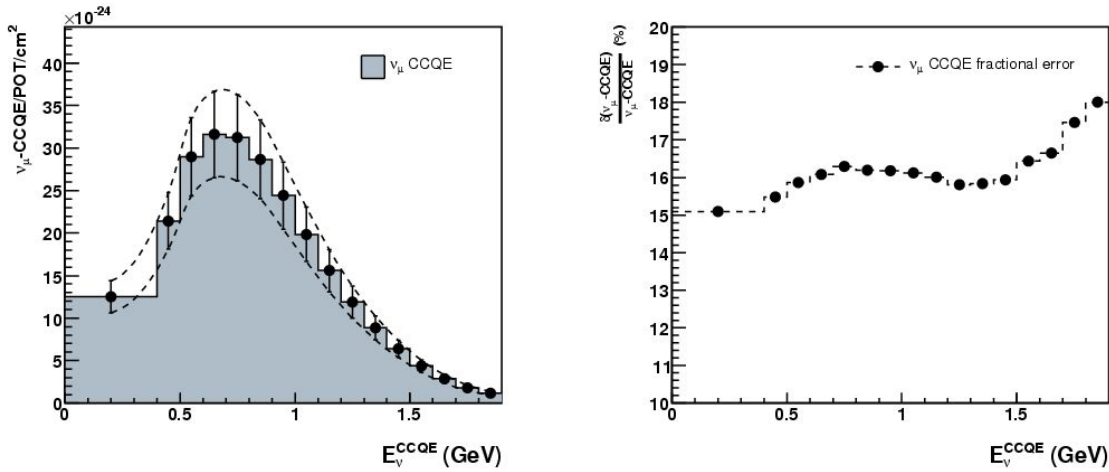 ×10⁻²⁴
ν_μ-CCQE/POT/cm²
40
35
30
25
20
15
10
5
0
ν_μ CCQE
0 0.5 1 1.5
E_ν^CCQE (GeV)
δ(ν_μ-CCQE) (%)
ν_μ-CCQE
20
19
18
17
16
15
14
13
12
11
10
ν_μ CCQE fractional error
0 0.5 1 1.5
E_ν^CCQE (GeV)